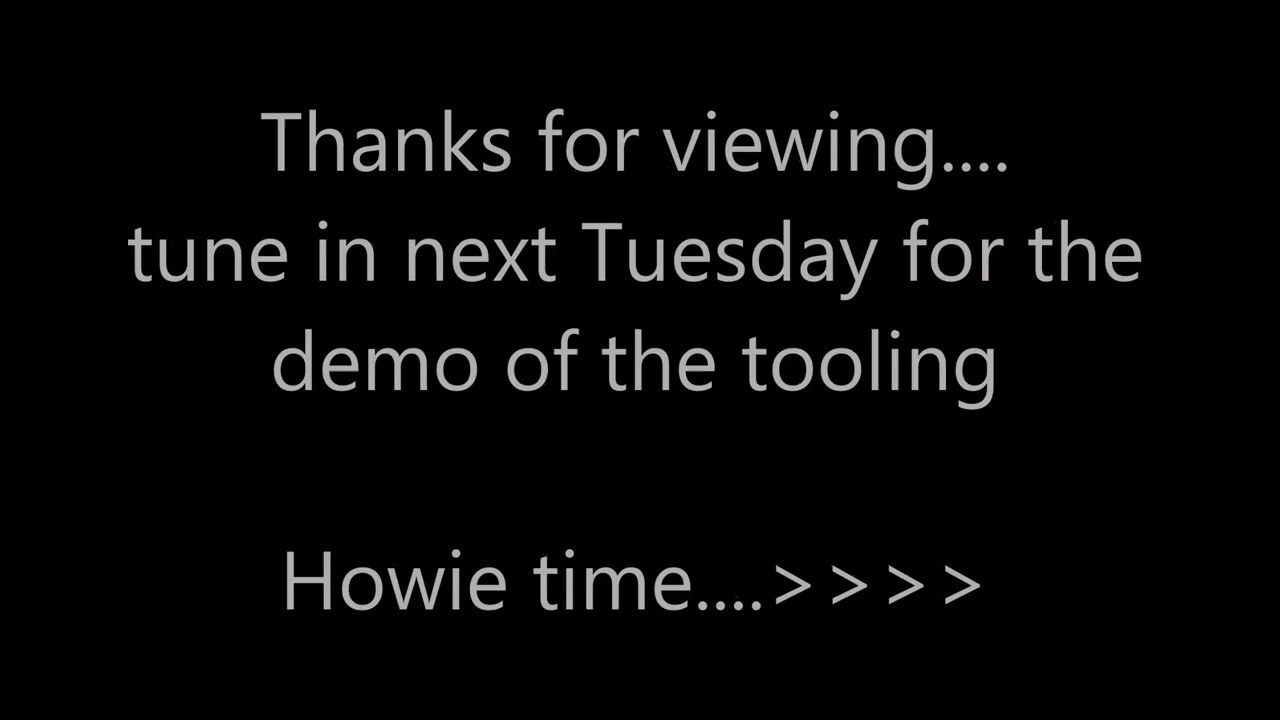 Thanks for viewing....
tune in next Tuesday for the
demo of the tooling
Howie time....>>>>